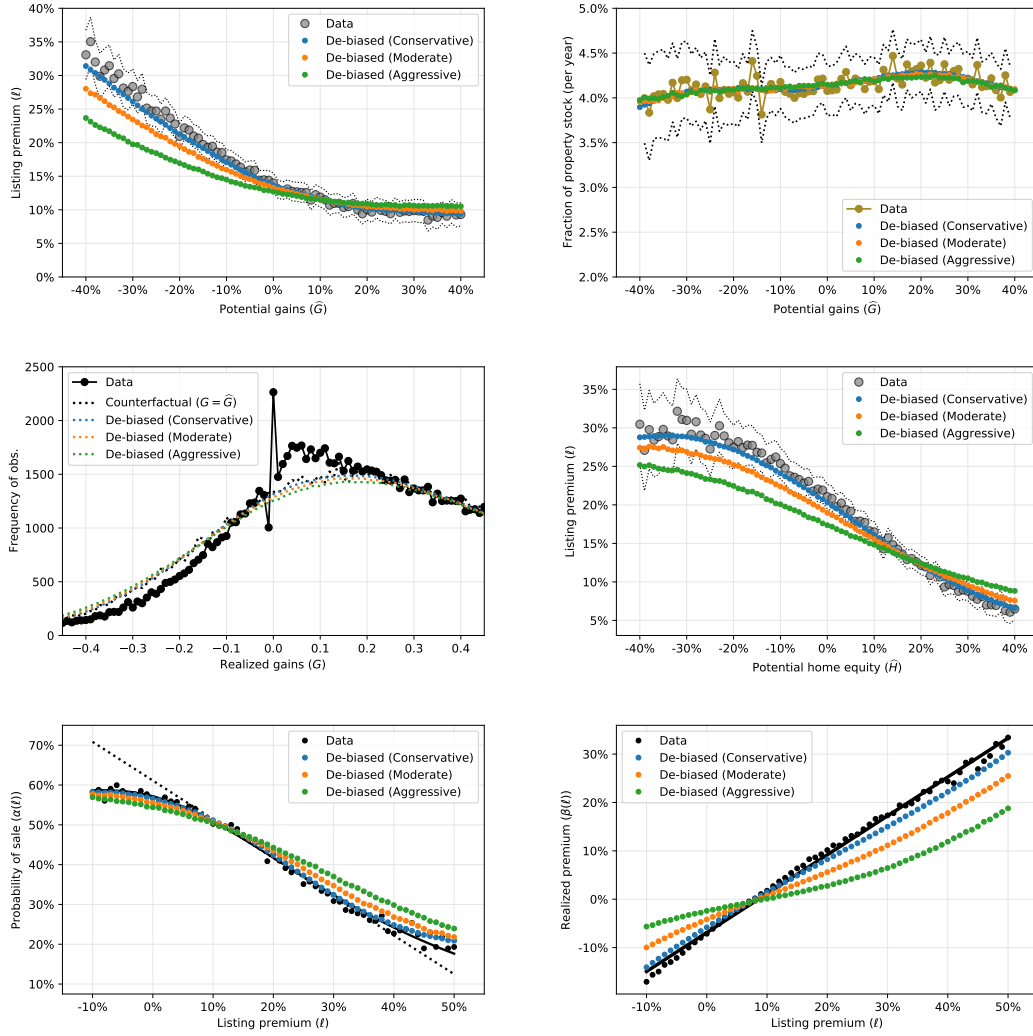 40%
35%
30%
25%
20%
15%
10%
5%
0%
Listing premium (ℓ)
Data
De-biased (Conservative)
De-biased (Moderate)
De-biased (Aggressive)
-40% -30% -20% -10% 0% 10% 20% 30% 40%
Potential gains (Ĝ)
5.0%
4.5%
4.0%
3.5%
3.0%
2.5%
2.0%
Fraction of property stock (per year)
Data
De-biased (Conservative)
De-biased (Moderate)
De-biased (Aggressive)
-40% -30% -20% -10% 0% 10% 20% 30% 40%
Potential gains (Ĝ)
2500
2000
1500
1000
500
0
Frequency of obs.
Data
Counterfactual (G = Ĝ)
De-biased (Conservative)
De-biased (Moderate)
De-biased (Aggressive)
−0.4 −0.3 −0.2 −0.1 0.0 0.1 0.2 0.3 0.4
Realized gains (G)
35%
30%
25%
20%
15%
10%
5%
Listing premium (ℓ)
Data
De-biased (Conservative)
De-biased (Moderate)
De-biased (Aggressive)
-40% -30% -20% -10% 0% 10% 20% 30% 40%
Potential home equity (Ĥ)
70%
60%
50%
40%
30%
20%
10%
Probability of sale (α(ℓ))
Data
De-biased (Conservative)
De-biased (Moderate)
De-biased (Aggressive)
-10% 0% 10% 20% 30% 40% 50%
Listing premium (ℓ)
30%
20%
10%
0%
-10%
Realized premium (β(ℓ))
Data
De-biased (Conservative)
De-biased (Moderate)
De-biased (Aggressive)
-10% 0% 10% 20% 30% 40% 50%
Listing premium (ℓ)